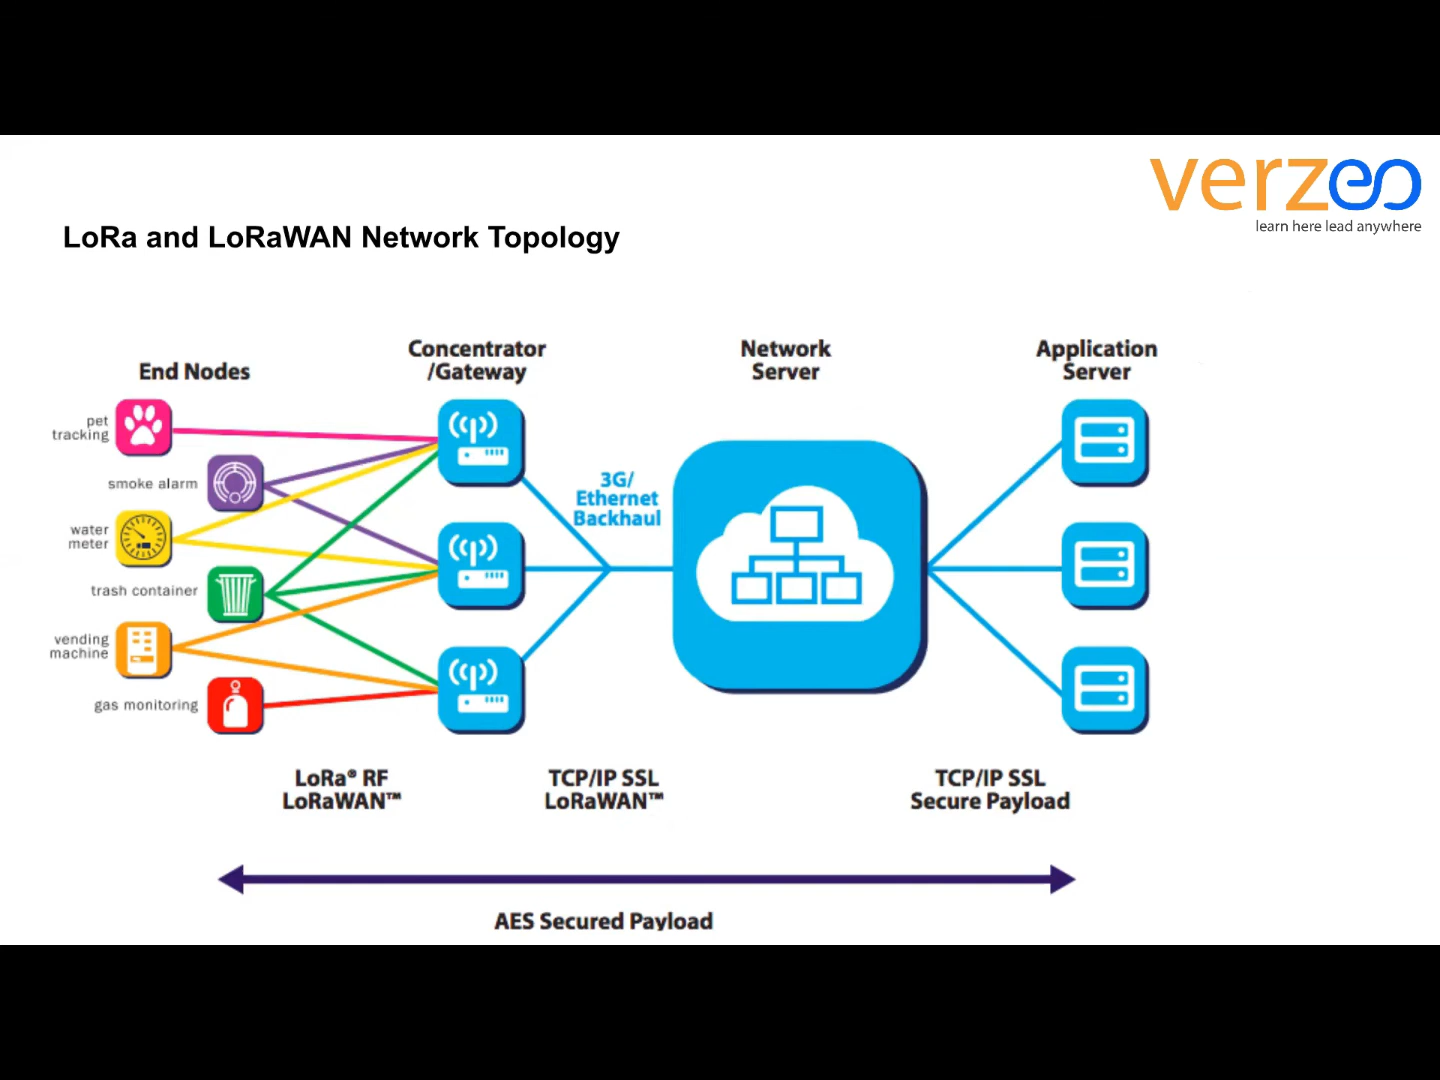 verzeo
learn here lead anywhere
LoRa and LoRaWAN Network Topology
End Nodes
Concentrator
/Gateway
Network
Server
Application
Server
pet
tracking
smoke alarm
water
meter
trash container
vending
machine
gas monitoring
3G/
Ethernet
Backhaul
LoRa® RF
LoRaWAN™
TCP/IP SSL
LoRaWAN™
TCP/IP SSL
Secure Payload
AES Secured Payload